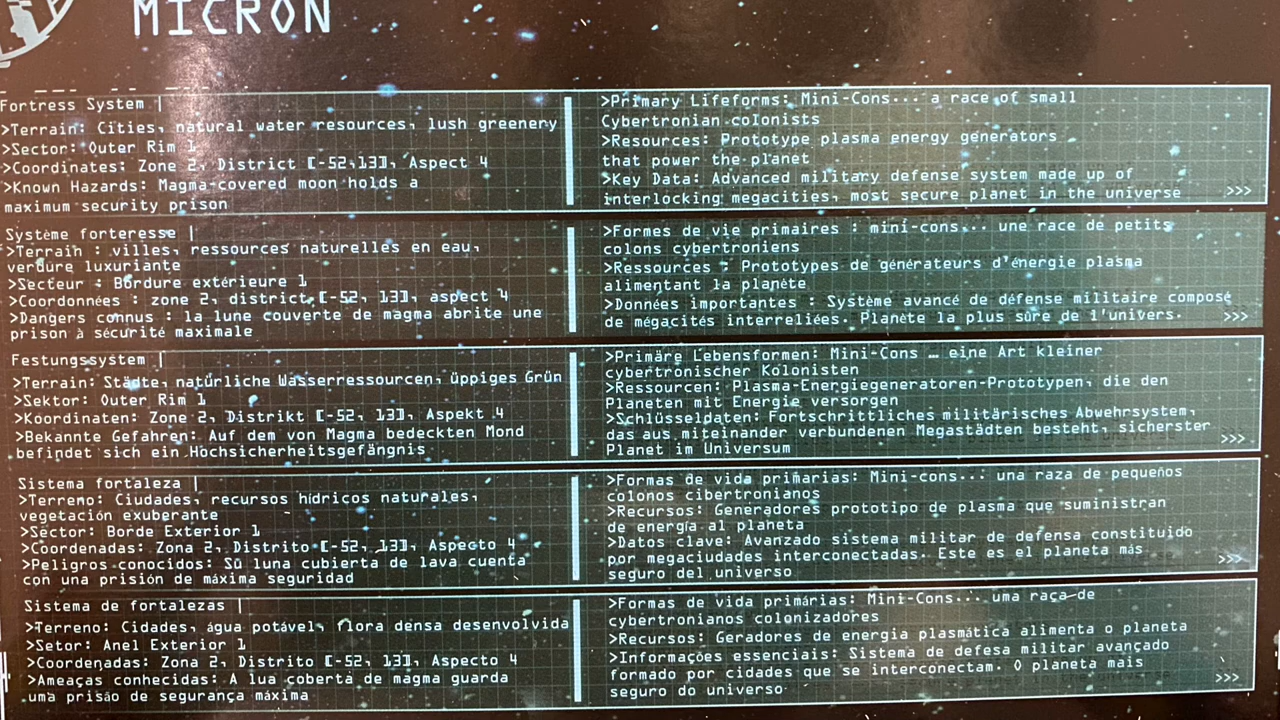 MICRON
Fortress System |
>Terrain: Cities, natural water resources, lush greenery
>Sector: Outer Rim 1
>Coordinates: Zone 2, District [-52,13], Aspect 4
>Known Hazards: Magma-covered moon holds a
maximum security prison
>Primary Lifeforms: Mini-Cons... a race of small
Cybertronian colonists
>Resources: Prototype plasma energy generators
that power the planet
>Key Data: Advanced military defense system made up of
interlocking megacities, most secure planet in the universe
>>>
Système forteresse |
>Terrain : villes, ressources naturelles en eau,
verdure luxuriante
>Secteur : Bordure extérieure 1
>Coordonnées : zone 2, district [-52, 13], aspect 4
>Dangers connus : la lune couverte de magma abrite une
prison à sécurité maximale
>Formes de vie primaires : mini-cons... une race de petits
colons cybertroniens
>Ressources : Prototypes de générateurs d'énergie plasma
alimentant la planète
>Données importantes : Système avancé de défense militaire composé
de mégacités interreliées. Planète la plus sûre de l'univers.
>>>
Festungssystem |
>Terrain: Städte, natürliche Wasserressourcen, üppiges Grün
>Sektor: Outer Rim 1
>Koordinaten: Zone 2, Distrikt [-52, 13], Aspekt 4
>Bekannte Gefahren: Auf dem von Magma bedeckten Mond
befindet sich ein Hochsicherheitsgefängnis
>Primäre Lebensformen: Mini-Cons … eine Art kleiner
cybertronischer Kolonisten
>Ressourcen: Plasma-Energiegeneratoren-Prototypen, die den
Planeten mit Energie versorgen
>Schlüsseldaten: Fortschrittliches militärisches Abwehrsystem,
das aus miteinander verbundenen Megastädten besteht, sicherster
Planet im Universum
>>>
Sistema fortaleza |
>Terreno: Ciudades, recursos hídricos naturales,
vegetación exuberante
>Sector: Borde Exterior 1
>Coordenadas: Zona 2, Distrito [-52, 13], Aspecto 4
>Peligros conocidos: Su luna cubierta de lava cuenta
con una prisión de máxima seguridad
>Formas de vida primarias: Mini-cons... una raza de pequeños
colonos cibertronianos
>Recursos: Generadores prototipo de plasma que suministran
de energía al planeta
>Datos clave: Avanzado sistema militar de defensa constituido
por megaciudades interconectadas. Este es el planeta más
seguro del universo
>>>
Sistema de fortalezas |
>Terreno: Cidades, água potável, flora densa desenvolvida
>Setor: Anel Exterior 1
>Coordenadas: Zona 2, Distrito [-52, 13], Aspecto 4
>Ameaças conhecidas: A lua coberta de magma guarda
uma prisão de segurança máxima
>Formas de vida primárias: Mini-Cons... uma raça de
cybertronianos colonizadores
>Recursos: Geradores de energia plasmática alimenta o planeta
>Informações essenciais: Sistema de defesa militar avançado
formado por cidades que se interconectam. O planeta mais
seguro do universo
>>>